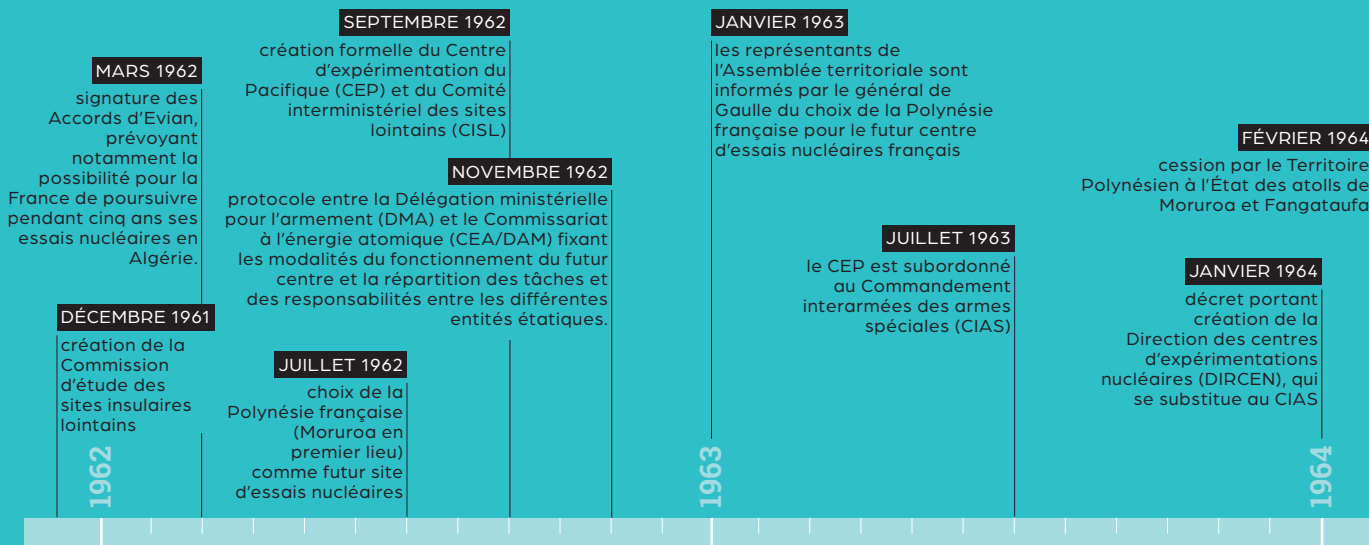 DÉCEMBRE 1961
création de la
Commission
d'étude des
sites insulaires
lointains
MARS 1962
signature des
Accords d'Evian,
prévoyant
notamment la
possibilité pour la
France de poursuivre
pendant cinq ans ses
essais nucléaires en
Algérie.
JUILLET 1962
choix de la
Polynésie française
(Moruroa en
premier lieu)
comme futur site
d'essais nucléaires
SEPTEMBRE 1962
création formelle du Centre
d'expérimentation du
Pacifique (CEP) et du Comité
interministériel des sites
lointains (CISL)
NOVEMBRE 1962
protocole entre la Délégation ministérielle
pour l'armement (DMA) et le Commissariat
à l'énergie atomique (CEA/DAM) fixant
les modalités du fonctionnement du futur
centre et la répartition des tâches et
des responsabilités entre les différentes
entités étatiques.
JANVIER 1963
les représentants de
l'Assemblée territoriale sont
informés par le général de
Gaulle du choix de la Polynésie
française pour le futur centre
d'essais nucléaires français
JUILLET 1963
le CEP est subordonné
au Commandement
interarmées des armes
spéciales (CIAS)
JANVIER 1964
décret portant
création de la
Direction des centres
d'expérimentations
nucléaires (DIRCEN), qui
se substitue au CIAS
FÉVRIER 1964
cession par le Territoire
Polynésien à l'État des atolls de
Moruroa et Fangataufa
1962
1963
1964